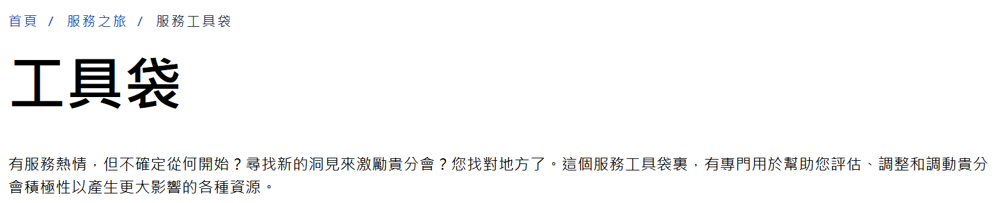 首頁 / 服務之旅 / 服務工具袋
工具袋
有服務熱情，但不確定從何開始？尋找新的洞見來激勵貴分會？您找對地方了。這個服務工具袋裏，有專門用於幫助您評估、調整和調動貴分
會積極性以產生更大影響的各種資源。